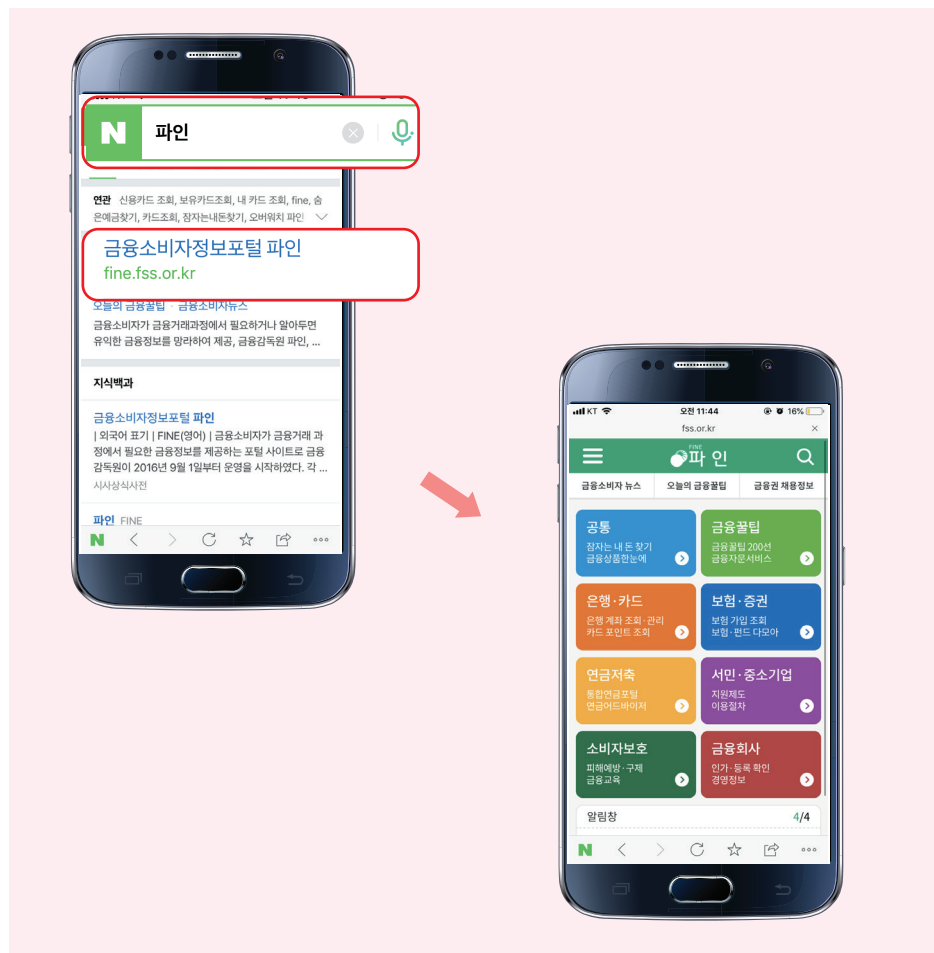 N 파인
연관 신용카드 조회, 보유카드조회, 내 카드 조회, fine, 숨
은예금찾기, 카드조회, 잠자는내돈찾기, 오버워치 파인
금융소비자정보포털 파인
fine.fss.or.kr
오늘의 금융꿀팁 · 금융소비자뉴스
금융소비자가 금융거래과정에서 필요하거나 알아두면
유익한 금융정보를 망라하여 제공, 금융감독원 파인, ...
지식백과
금융소비자정보포털 파인
| 외국어 표기 | FINE(영어) | 금융소비자가 금융거래 과
정에서 필요한 금융정보를 제공하는 포털 사이트로 금융
감독원이 2016년 9월 1일부터 운영을 시작하였다. 각 ...
시사상식사전
파인 FINE
N
KT 오전 11:44 16%
fss.or.kr
FINE
파인
금융소비자 뉴스 오늘의 금융꿀팁 금융권 채용정보
공통
잠자는 내 돈 찾기
금융상품한눈에
금융꿀팁
금융꿀팁 200선
금융자문서비스
은행·카드
은행 계좌 조회·관리
카드 포인트 조회
보험·증권
보험 가입 조회
보험·펀드 다모아
연금저축
통합연금포털
연금어드바이저
서민·중소기업
지원제도
이용절차
소비자보호
피해예방·구제
금융교육
금융회사
인가·등록 확인
경영정보
알림창 4/4
N